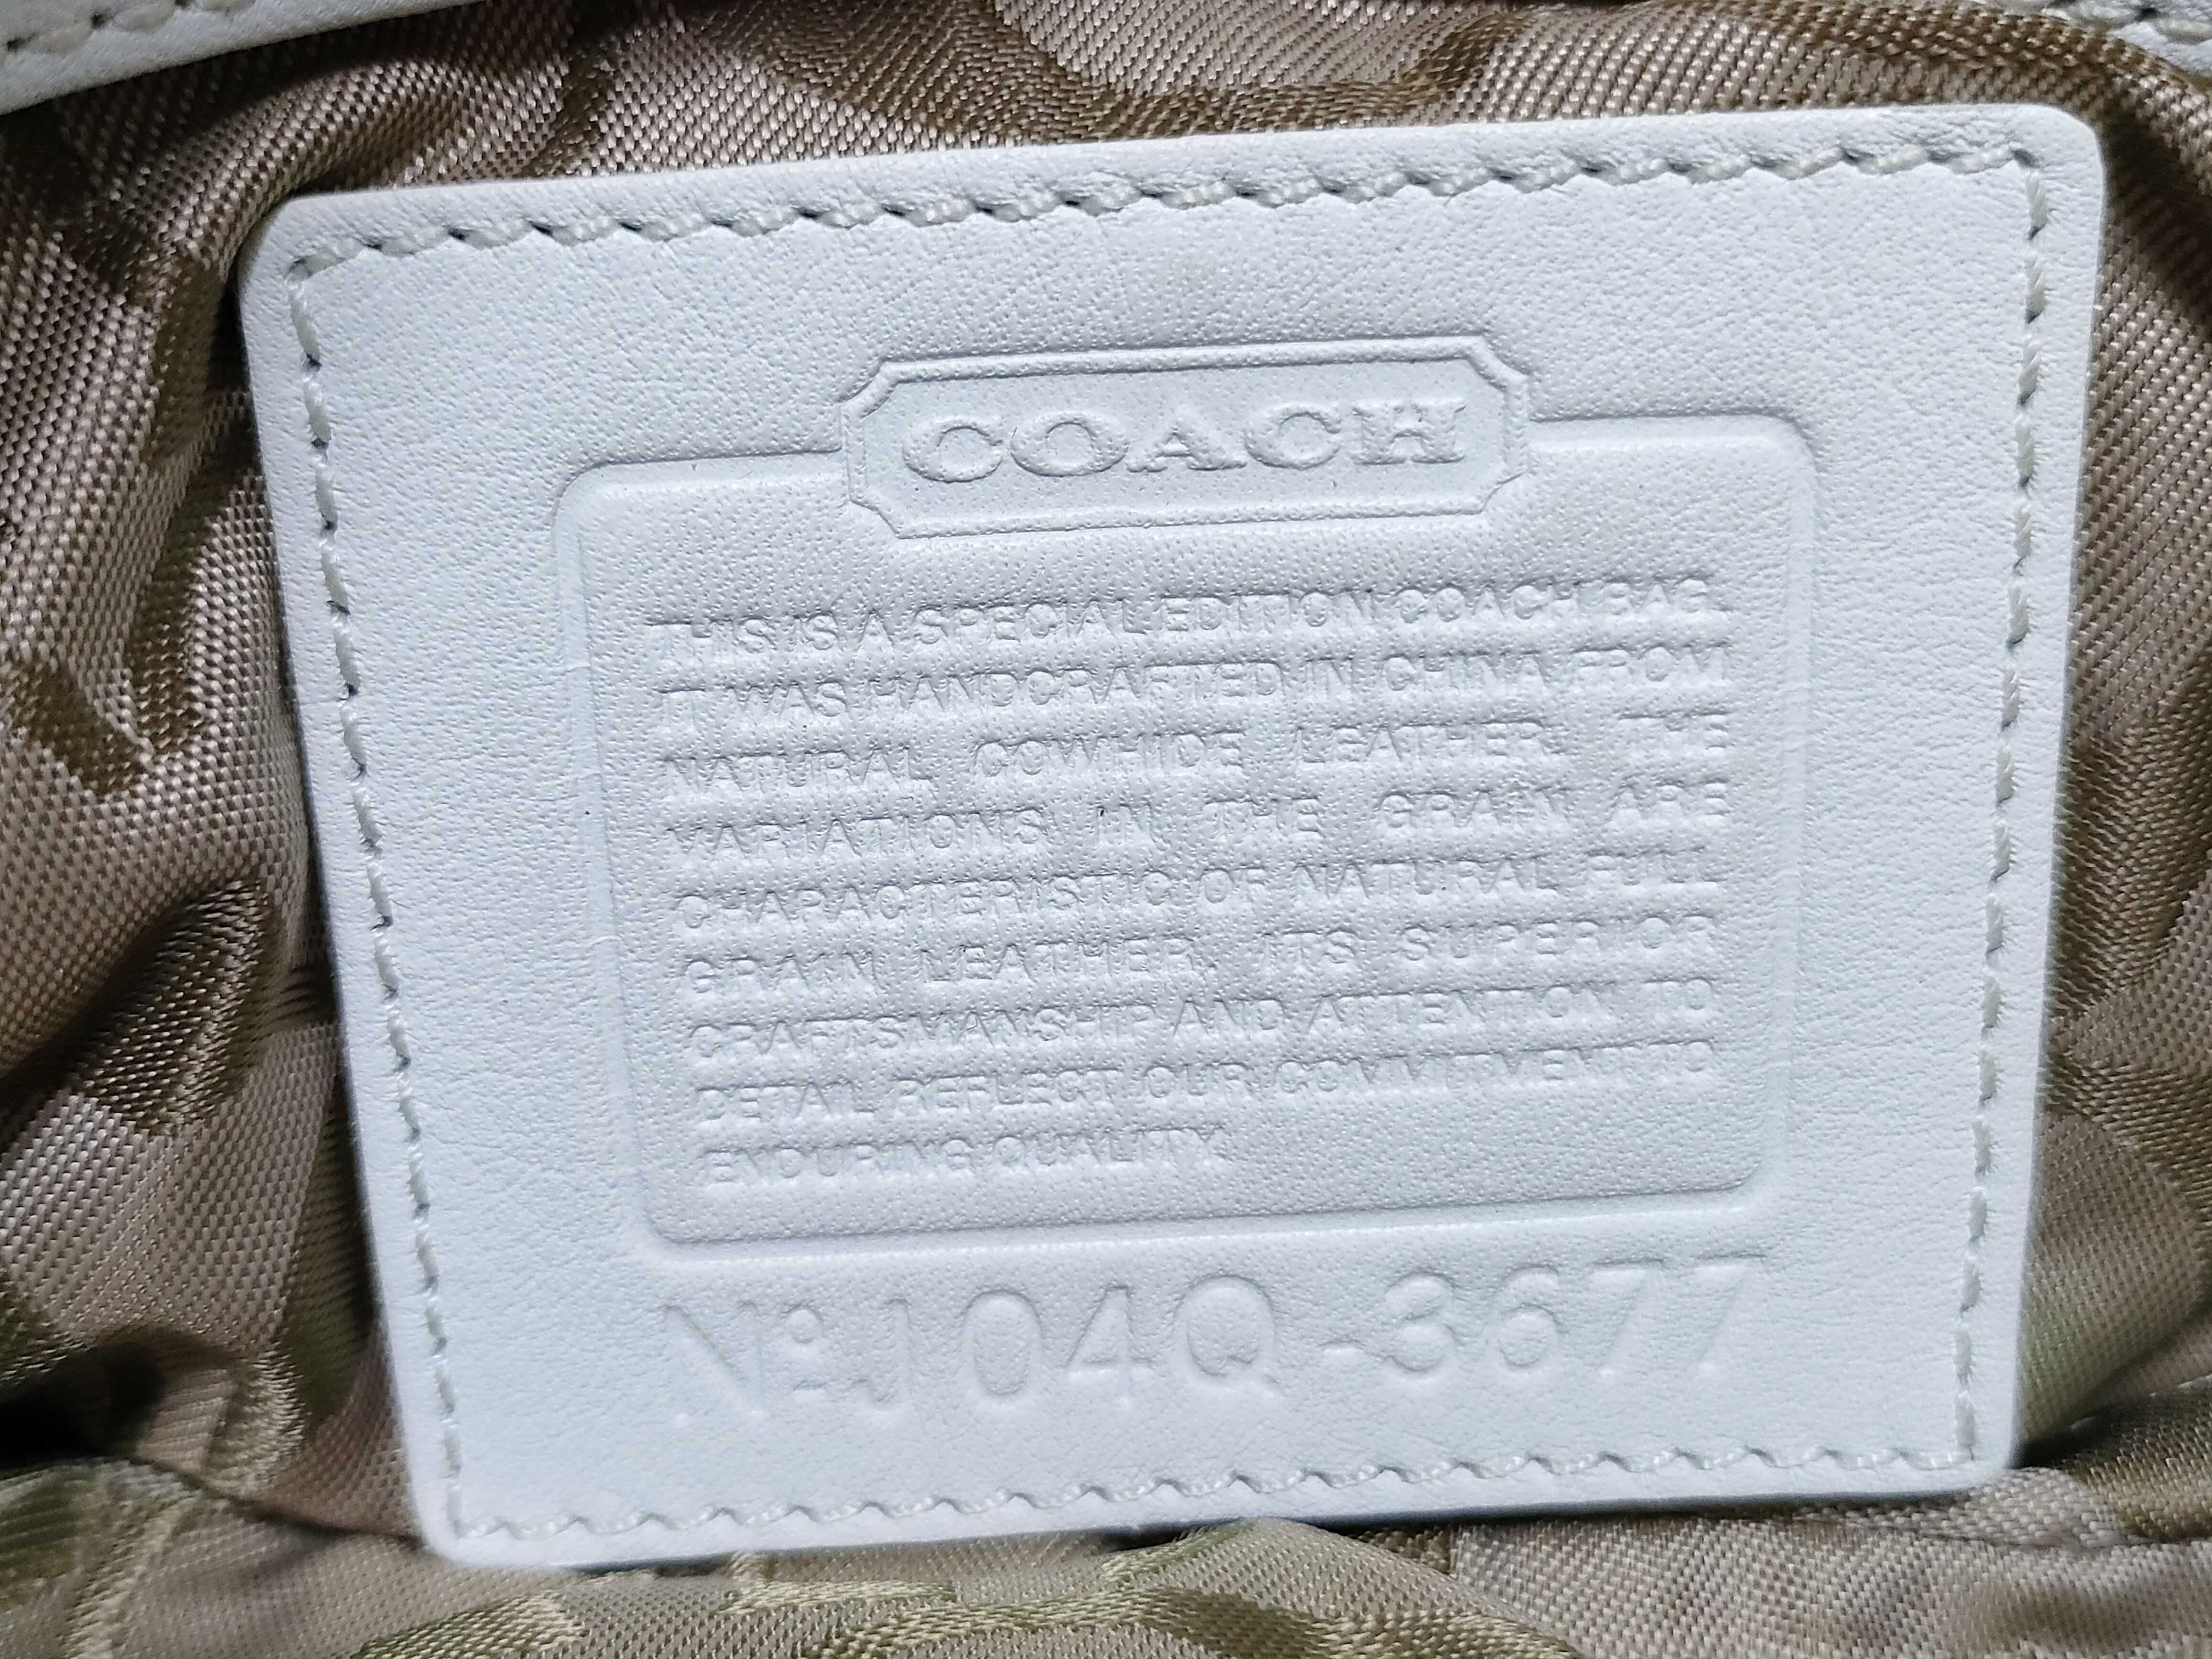 COACH
THIS IS A SPECIAL EDITION COACH BAG.
IT WAS HANDCRAFTED IN CHINA FROM
NATURAL COWHIDE LEATHER. THE
VARIATIONS IN THE GRAIN ARE
CHARACTERISTIC OF NATURAL FULL
GRAIN LEATHER. ITS SUPERIOR
CRAFTSMANSHIP AND ATTENTION TO
DETAIL REFLECT OUR COMMITMENT TO
ENDURING QUALITY.
Nº J04Q-3677